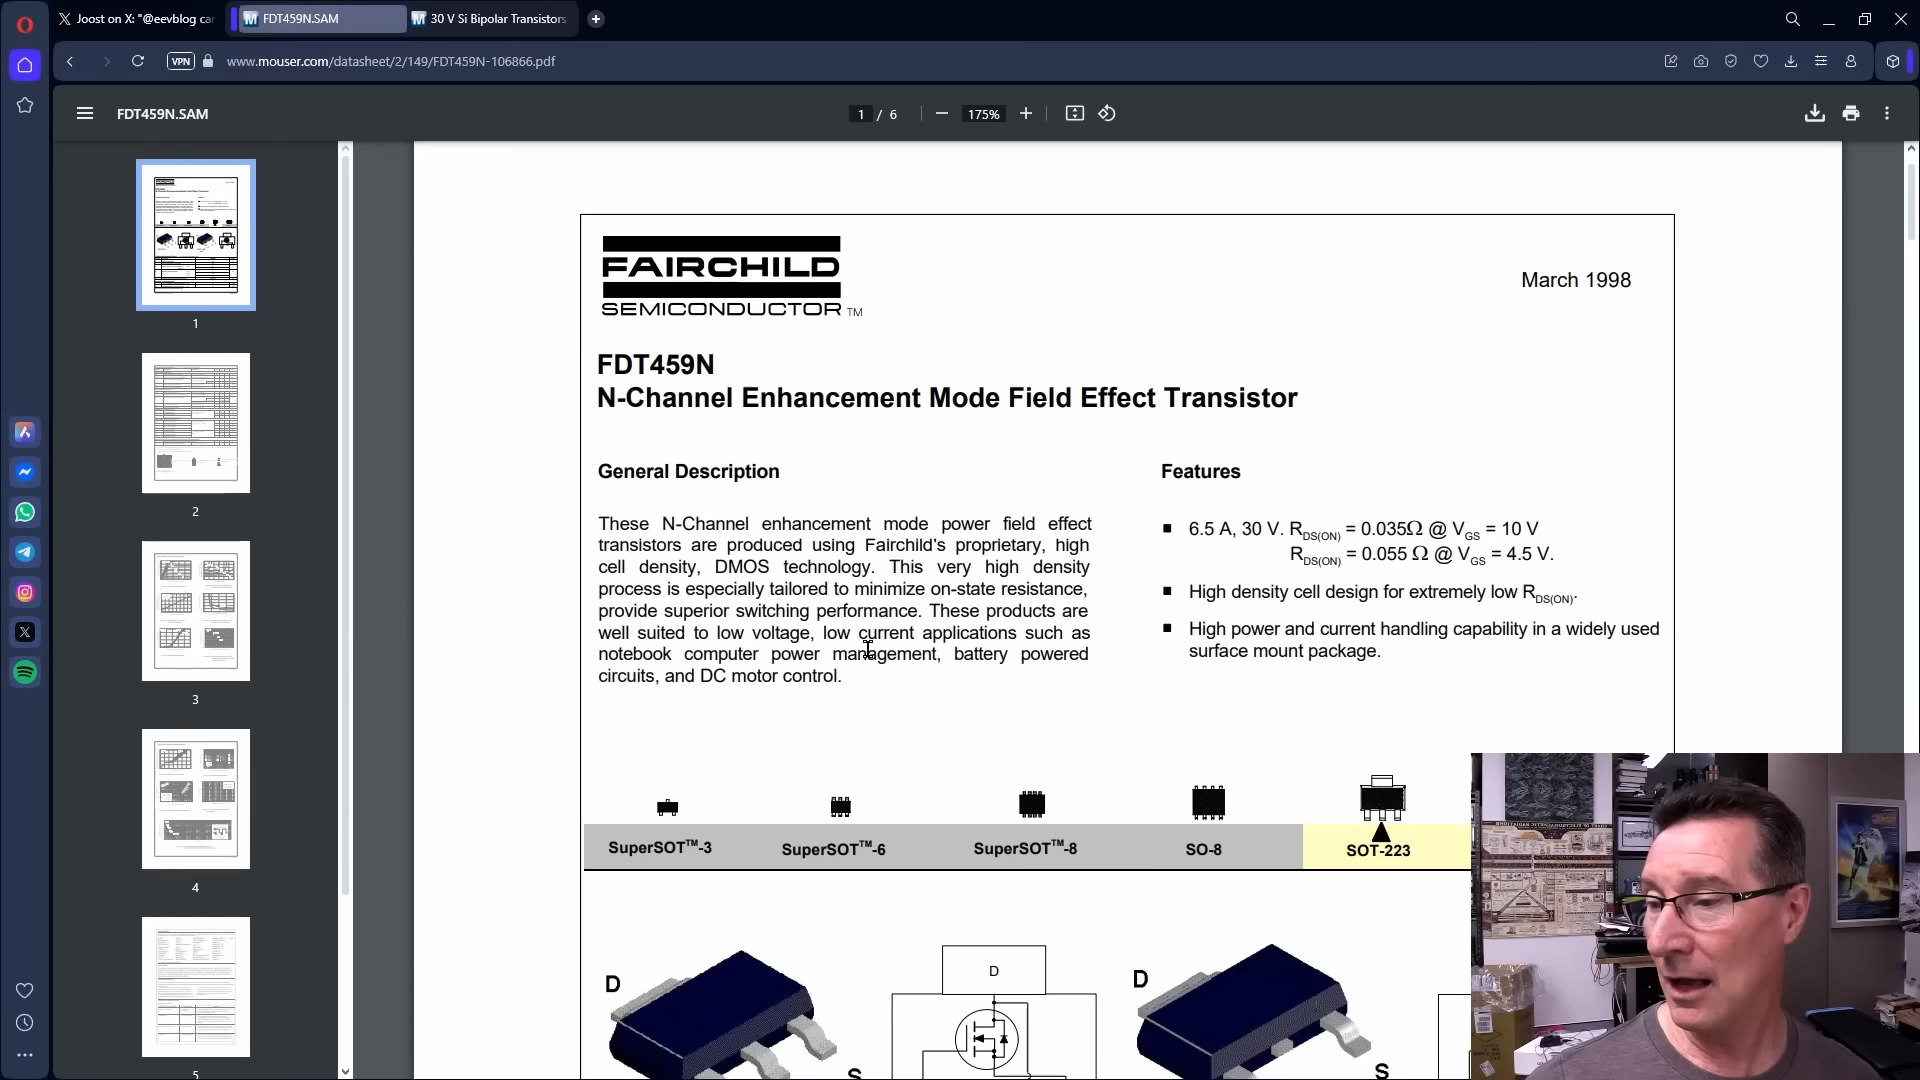 Joost on X: "@eevblog car
FDT459N.SAM
30 V Si Bipolar Transistors
VPN
www.mouser.com/datasheet/2/149/FDT459N-106866.pdf
FDT459N.SAM
1 / 6
175%
FAIRCHILD
SEMICONDUCTOR TM
March 1998
FDT459N
N-Channel Enhancement Mode Field Effect Transistor
General Description
These N-Channel enhancement mode power field effect
transistors are produced using Fairchild's proprietary, high
cell density, DMOS technology. This very high density
process is especially tailored to minimize on-state resistance,
provide superior switching performance. These products are
well suited to low voltage, low current applications such as
notebook computer power management, battery powered
circuits, and DC motor control.
Features
6.5 A, 30 V. RDS(ON) = 0.035Ω @ VGS = 10 V
RDS(ON) = 0.055 Ω @ VGS = 4.5 V.
High density cell design for extremely low RDS(ON).
High power and current handling capability in a widely used
surface mount package.
SuperSOT™-3
SuperSOT™-6
SuperSOT™-8
SO-8
SOT-223
D
D
D
S
S
1
2
3
4
5